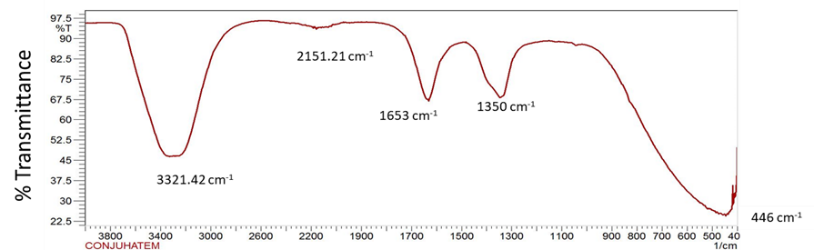 97.5
%T
90
82.5
75
67.5
60
52.5
45
37.5
30
22.5
% Transmittance
2151.21 cm-1
1653 cm-1
1350 cm-1
3321.42 cm-1
446 cm-1
3800 3400 3000 2600 2300 1900 1700 1500 1300 1100 900 800 700 600 500 40
CONJUHATEM 1/cm